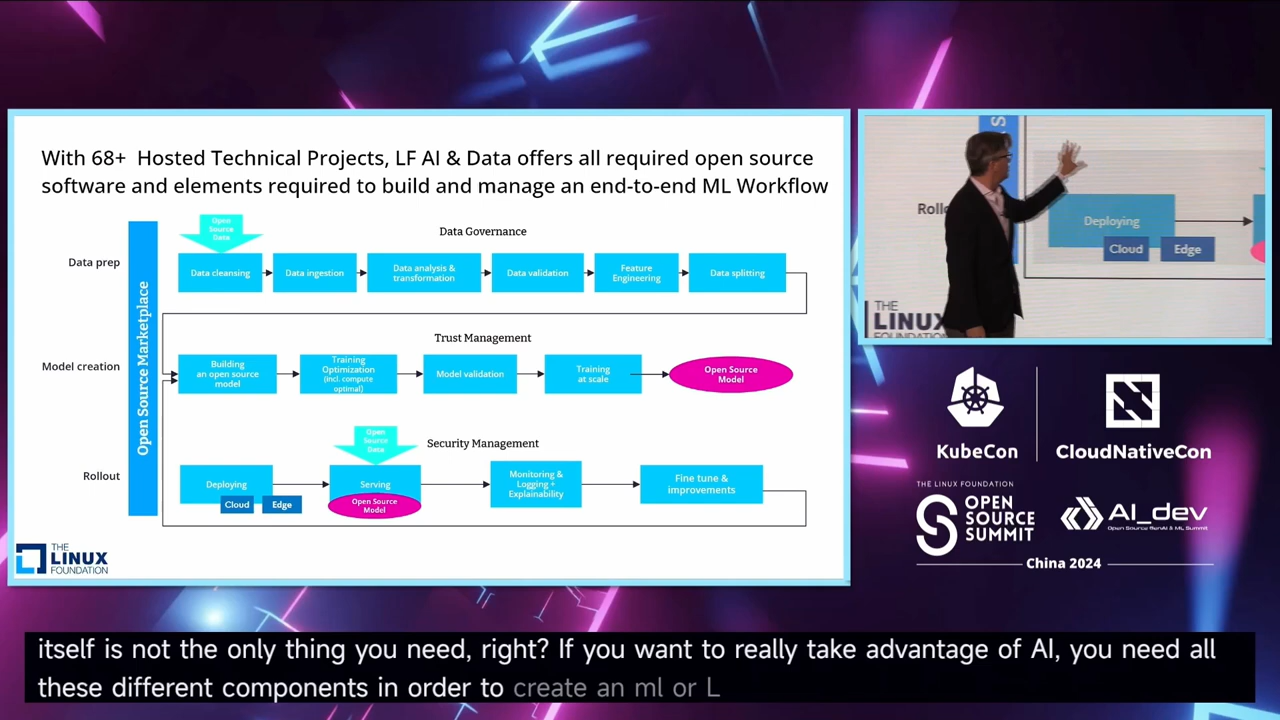 With 68+ Hosted Technical Projects, LF AI & Data offers all required open source
software and elements required to build and manage an end-to-end ML Workflow
Open Source Marketplace
Open
Source
Data
Data Governance
Data prep
Data cleansing
Data ingestion
Data analysis &
transformation
Data validation
Feature
Engineering
Data splitting
Trust Management
Model creation
Building
an open source
model
Training
Optimization
(incl. compute
optimal)
Model validation
Training
at scale
Open Source
Model
Open
Source
Data
Security Management
Rollout
Deploying
Cloud
Edge
Serving
Open Source
Model
Monitoring &
Logging +
Explainability
Fine tune &
improvements
THE
LINUX
FOUNDATION
S
Rollo
Deploying
Cloud
Edge
THE
LINUX
FOUNDATION
KubeCon
CloudNativeCon
THE LINUX FOUNDATION
OPEN
SOURCE
SUMMIT
AI_dev
Open Source GenAI & ML Summit
China 2024
itself is not the only thing you need, right? If you want to really take advantage of AI, you need all
these different components in order to create an ml or L